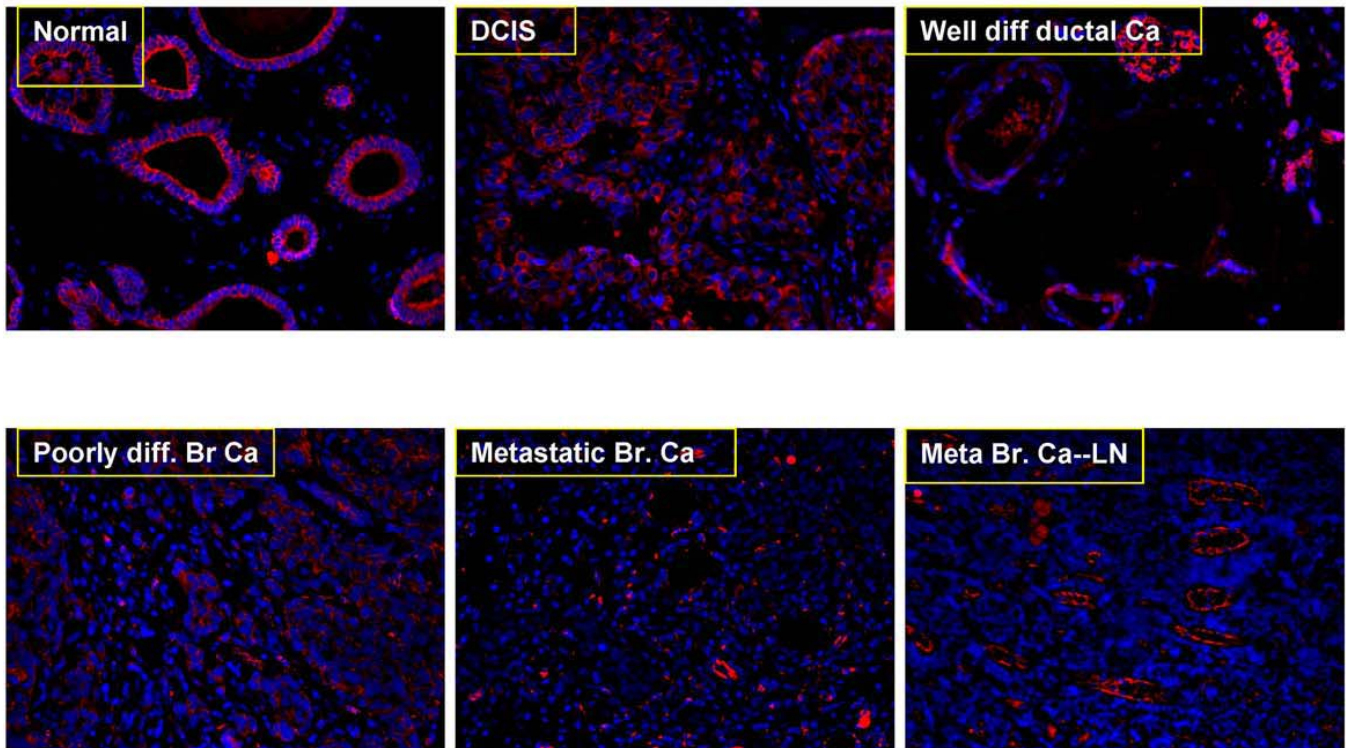 Normal
DCIS
Well diff ductal Ca
Poorly diff. Br Ca
Metastatic Br. Ca
Meta Br. Ca--LN